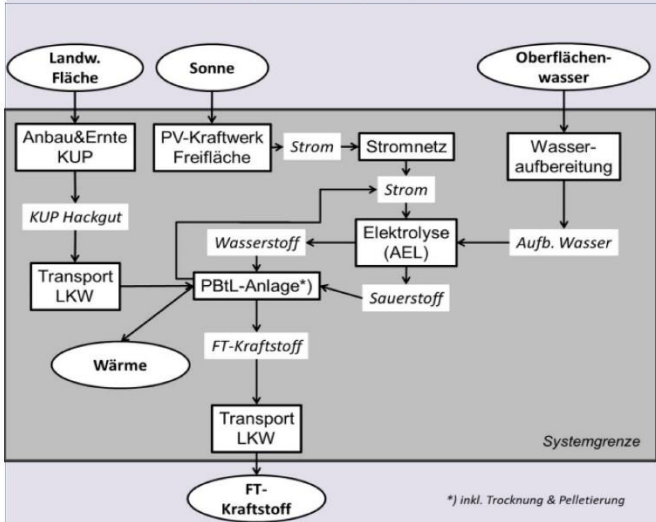 Landw.
Fläche
Sonne
Oberflächen-
wasser
Anbau&Ernte
KUP
PV-Kraftwerk
Freifläche
Strom
Stromnetz
Wasser-
aufbereitung
KUP Hackgut
Strom
Wasserstoff
Elektrolyse
(AEL)
Aufb. Wasser
Transport
LKW
PBtL-Anlage*)
Sauerstoff
Wärme
FT-Kraftstoff
Transport
LKW
Systemgrenze
FT-
Kraftstoff
*) inkl. Trocknung & Pelletierung